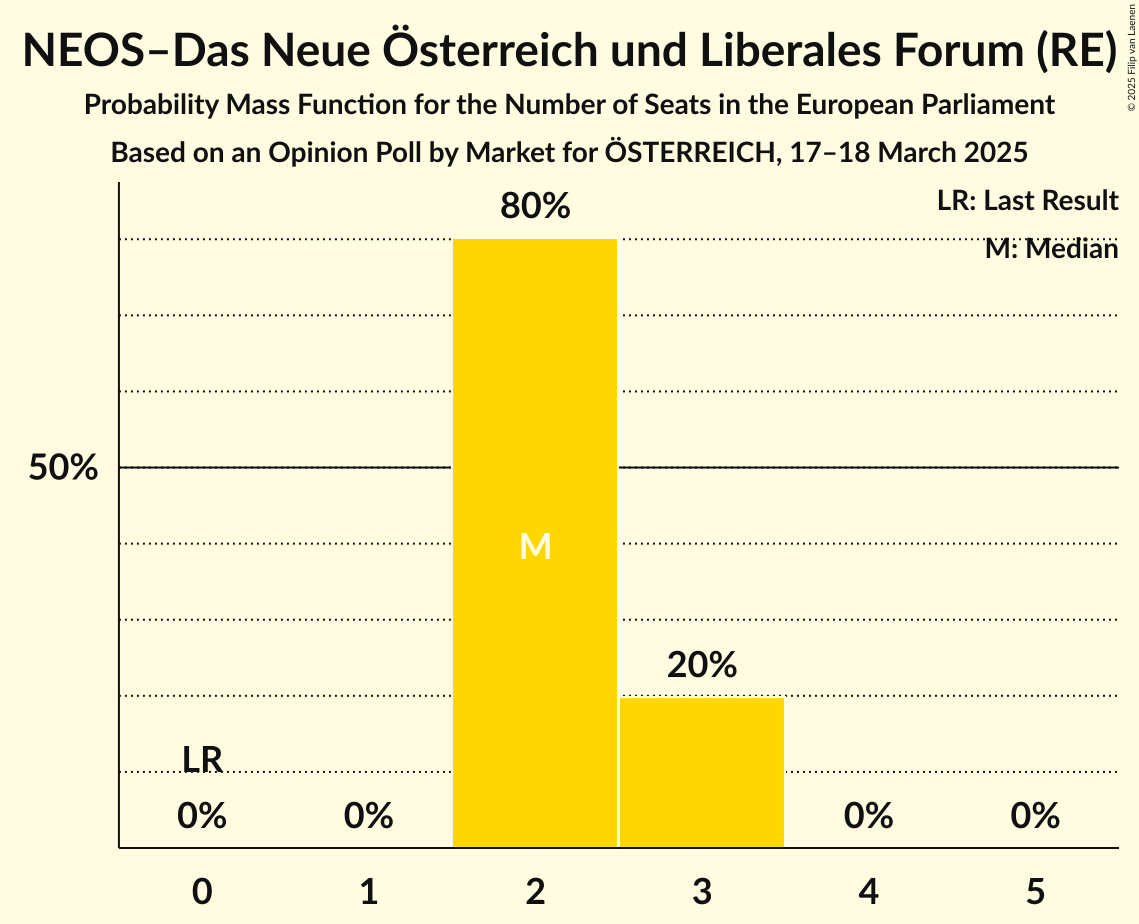 NEOS–Das Neue Österreich und Liberales Forum (RE)
Probability Mass Function for the Number of Seats in the European Parliament
Based on an Opinion Poll by Market for ÖSTERREICH, 17–18 March 2025
© 2025 Filip van Laenen
LR: Last Result
M: Median
80%
50%
M
20%
LR
0% 0% 0% 0%
0 1 2 3 4 5